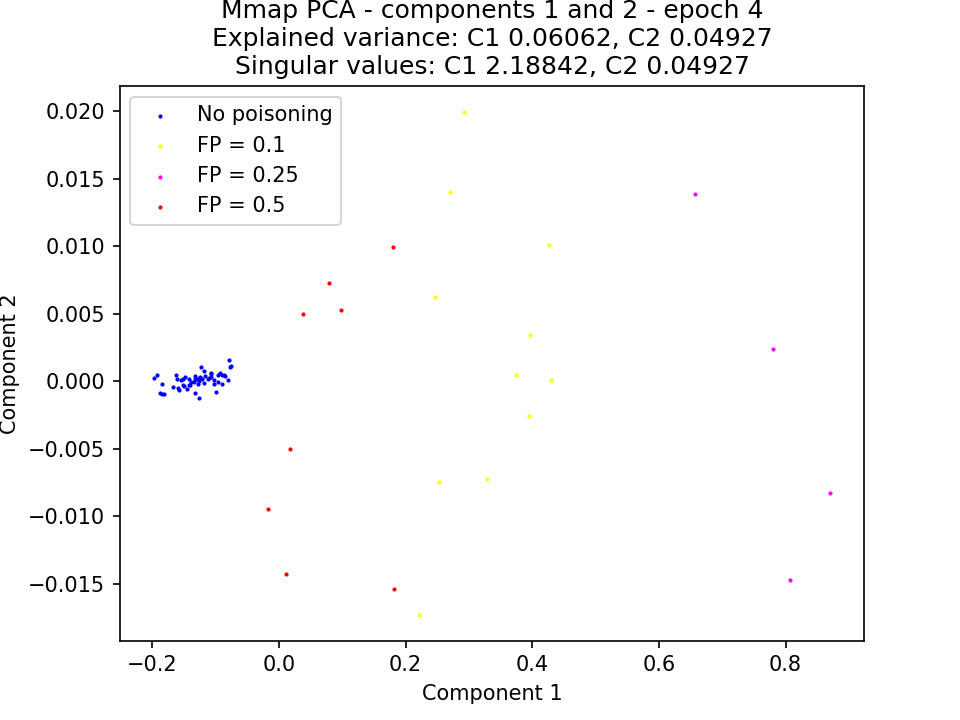 Mmap PCA - components 1 and 2 - epoch 4
Explained variance: C1 0.06062, C2 0.04927
Singular values: C1 2.18842, C2 0.04927
No poisoning
FP = 0.1
FP = 0.25
FP = 0.5
Component 2
0.020
0.015
0.010
0.005
0.000
−0.005
−0.010
−0.015
−0.2
0.0
0.2
0.4
0.6
0.8
Component 1